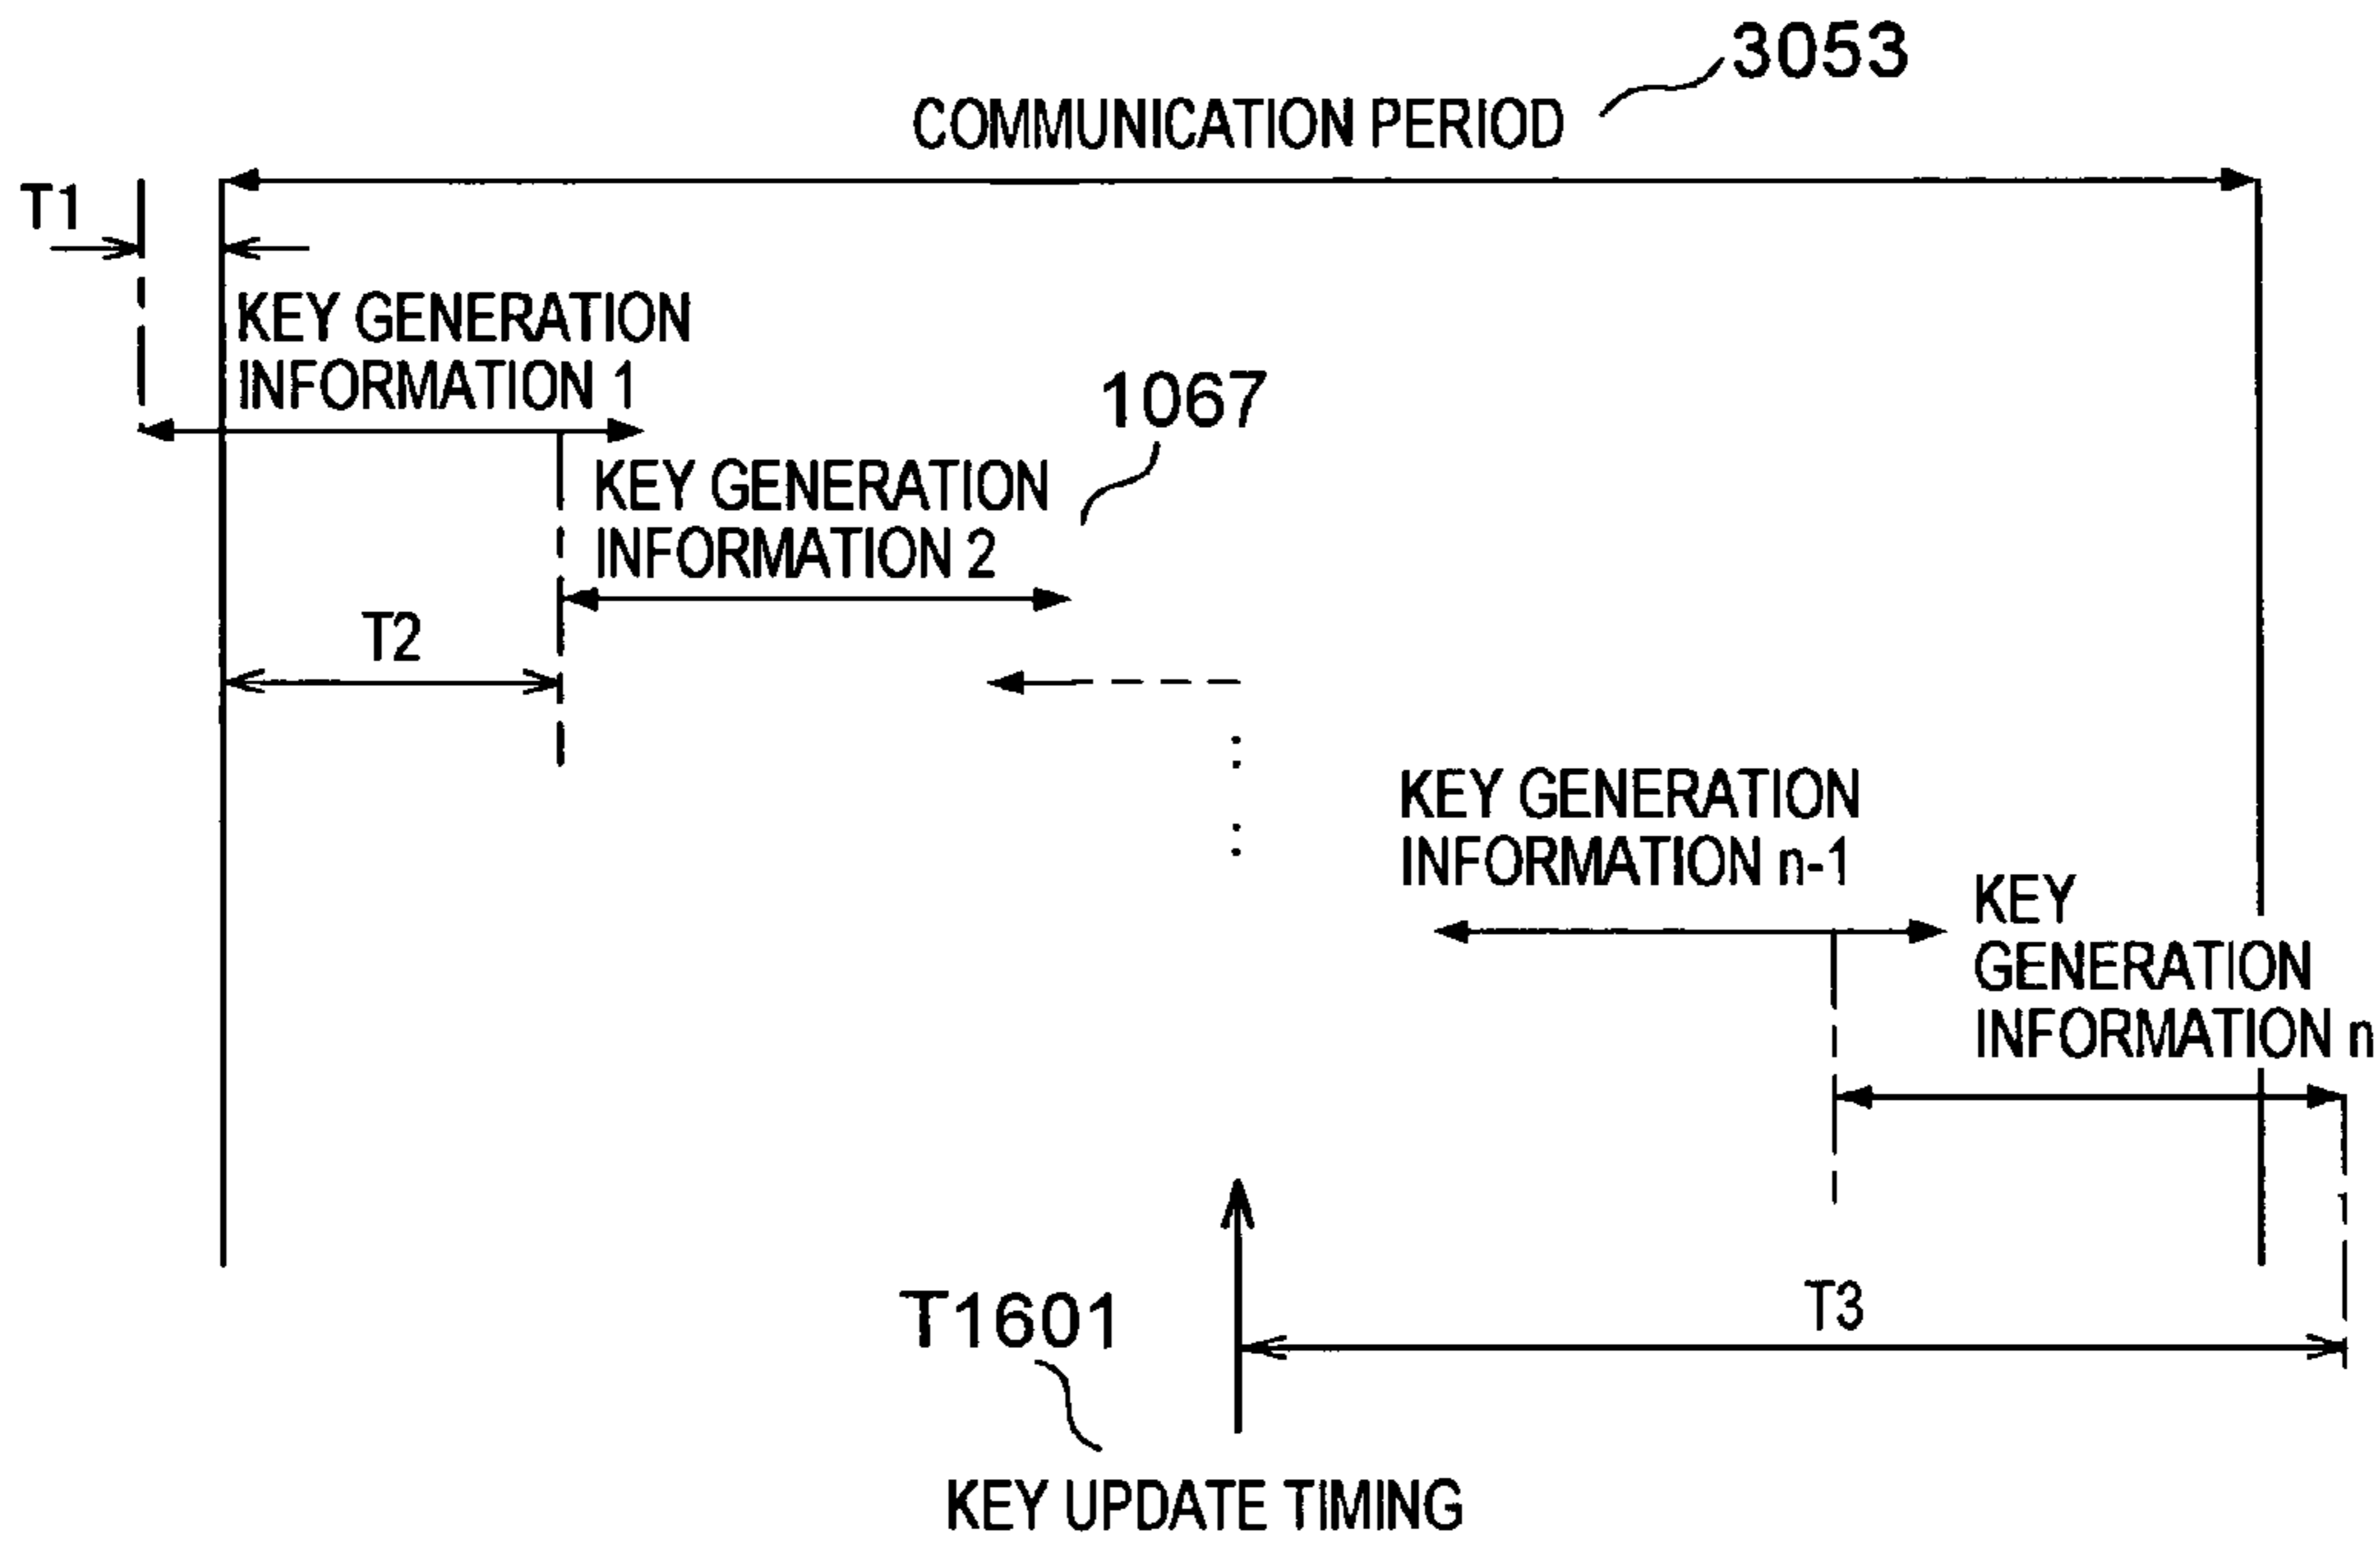 3053
COMMUNICATION PERIOD
T1
KEY GENERATION
INFORMATION 1
1067
KEY GENERATION
INFORMATION 2
T2
KEY GENERATION
INFORMATION n-1
KEY
GENERATION
INFORMATION n
T3
T1601
KEY UPDATE TIMING